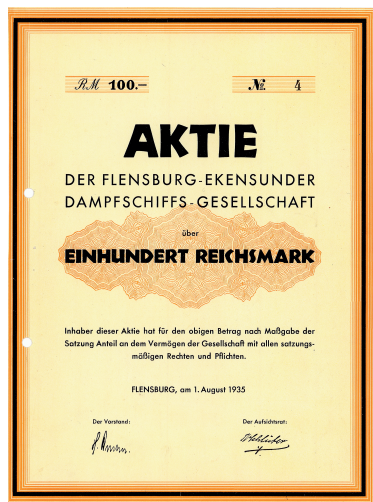 RM 100.– № 4
AKTIE
DER FLENSBURG-EKENSUNDER
DAMPFSCHIFFS-GESELLSCHAFT
über
EINHUNDERT REICHSMARK
Inhaber dieser Aktie hat für den obigen Betrag nach Maßgabe der
Satzung Anteil an dem Vermögen der Gesellschaft mit allen satzungs-
mäßigen Rechten und Pflichten.
FLENSBURG, am 1. August 1935
Der Vorstand: Der Aufsichtsrat: